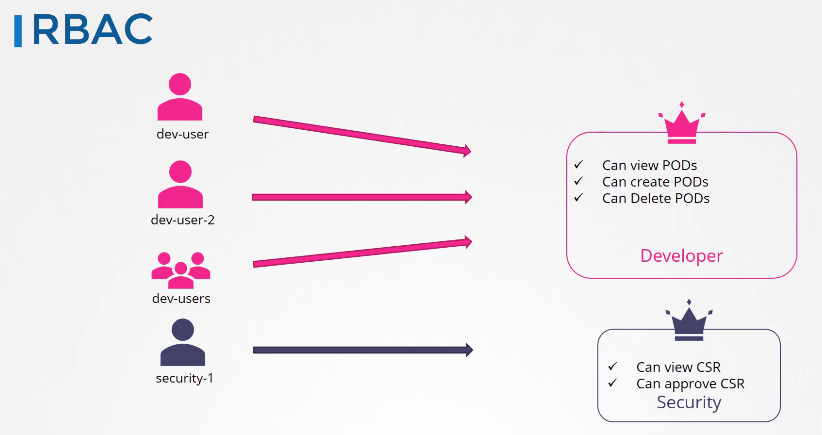 RBAC
dev-user
dev-user-2
dev-users
security-1
✓ Can view PODs
✓ Can create PODs
✓ Can Delete PODs
Developer
✓ Can view CSR
✓ Can approve CSR
Security